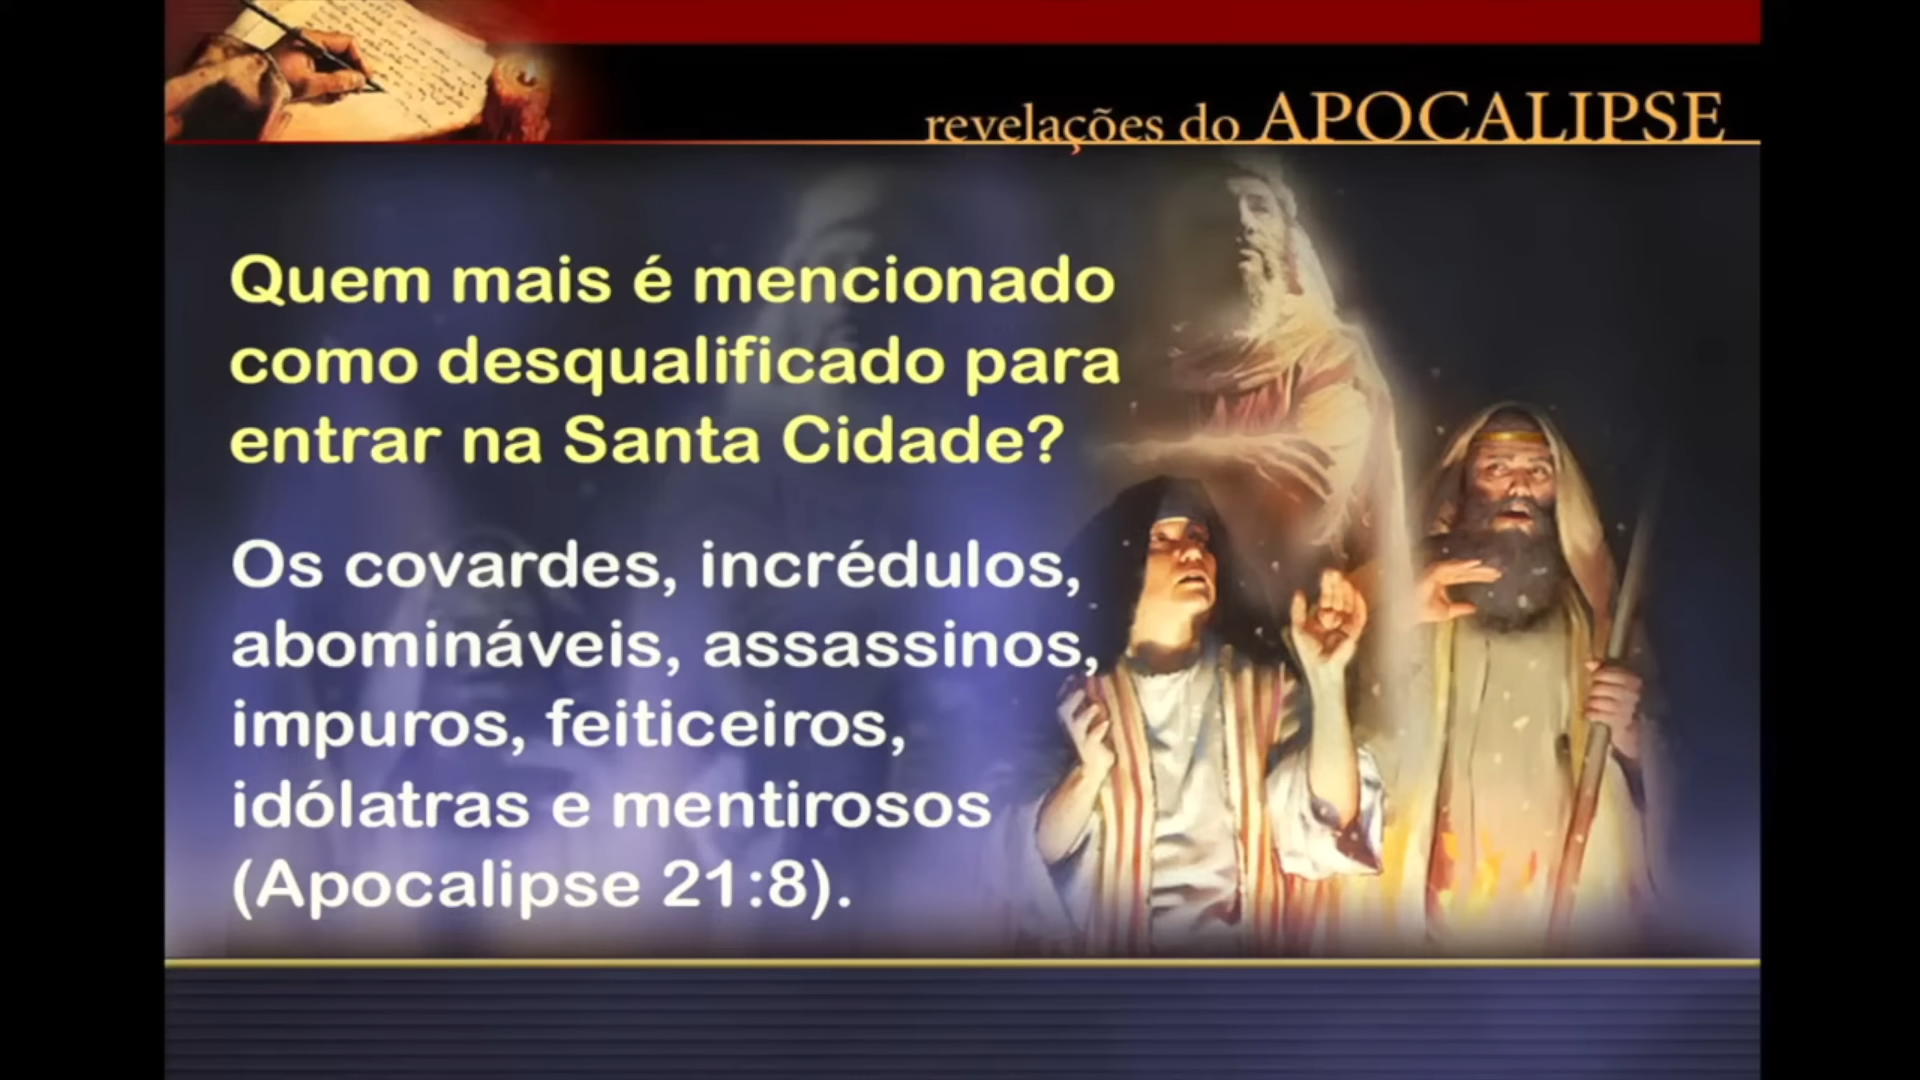 revelações do APOCALIPSE
Quem mais é mencionado
como desqualificado para
entrar na Santa Cidade?
Os covardes, incrédulos,
abomináveis, assassinos,
impuros, feiticeiros,
idólatras e mentirosos
(Apocalipse 21:8).